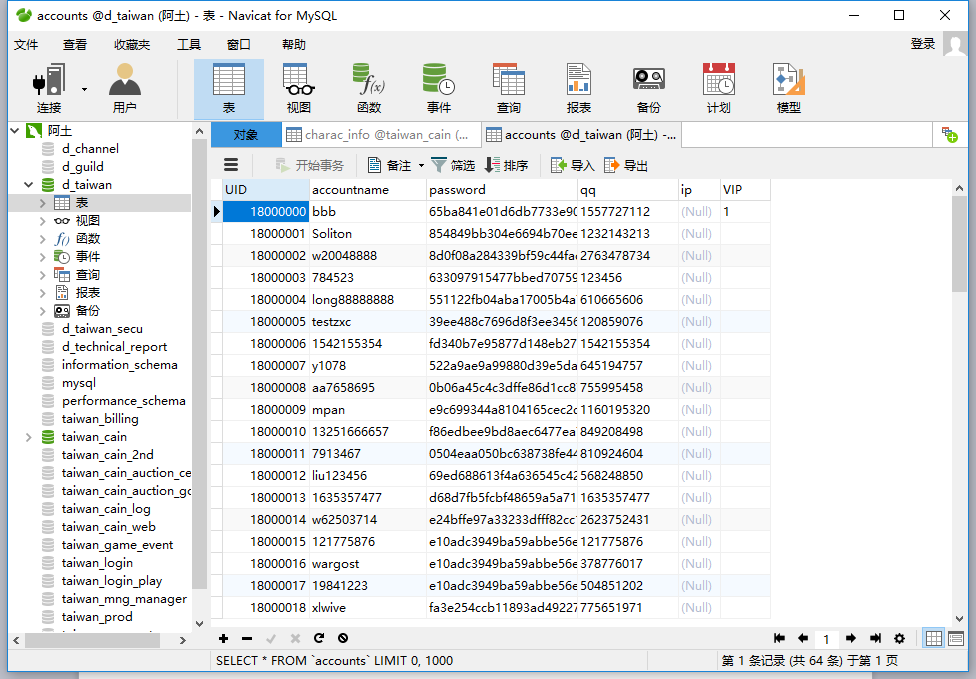 accounts @d_taiwan (阿土) - 表 - Navicat for MySQL
文件 查看 收藏夹 工具 窗口 帮助 登录
连接 用户 表 视图 函数 事件 查询 报表 备份 计划 模型
阿土
d_channel
d_guild
d_taiwan
表
视图
函数
事件
查询
报表
备份
d_taiwan_secu
d_technical_report
information_schema
mysql
performance_schema
taiwan_billing
taiwan_cain
taiwan_cain_2nd
taiwan_cain_auction_ce
taiwan_cain_auction_gc
taiwan_cain_log
taiwan_cain_web
taiwan_game_event
taiwan_login
taiwan_login_play
taiwan_mng_manager
taiwan_prod
对象 charac_info @taiwan_cain (... accounts @d_taiwan (阿土) -...
开始事务 备注 筛选 排序 导入 导出
UID accountname password qq ip VIP
18000000 bbb 65ba841e01d6db7733e90 1557727112 (Null) 1
18000001 Soliton 854849bb304e6694b70ee 1232143213 (Null)
18000002 w20048888 8d0f08a284339bf59c44fa 2763478734 (Null)
18000003 784523 633097915477bbed70759 123456 (Null)
18000004 long88888888 551122fb04aba17005b4a 610665606 (Null)
18000005 testzxc 39ee488c7696d8f3ee3456 120859076 (Null)
18000006 1542155354 fd340b7e95877d148eb27 1542155354 (Null)
18000007 y1078 522a9ae9a99880d39e5da 645194757 (Null)
18000008 aa7658695 0b06a45c4c3dffe86d1cc8 755995458 (Null)
18000009 mpan e9c699344a8104165cec2c 1160195320 (Null)
18000010 13251666657 f86edbee9bd8aec6477ea 849208498 (Null)
18000011 7913467 0504eaa050bc638738fe44 810924604 (Null)
18000012 liu123456 69ed688613f4a636545c42 568248850 (Null)
18000013 1635357477 d68d7fb5fcbf48659a5a71 1635357477 (Null)
18000014 w62503714 e24bffe97a33233dfff82cc 2623752431 (Null)
18000015 121775876 e10adc3949ba59abbe56e 121775876 (Null)
18000016 wargost e10adc3949ba59abbe56e 378776017 (Null)
18000017 19841223 e10adc3949ba59abbe56e 504851202 (Null)
18000018 xlwive fa3e254ccb11893ad49227 775651971 (Null)
1
SELECT * FROM `accounts` LIMIT 0, 1000 第 1 条记录 (共 64 条) 于第 1 页